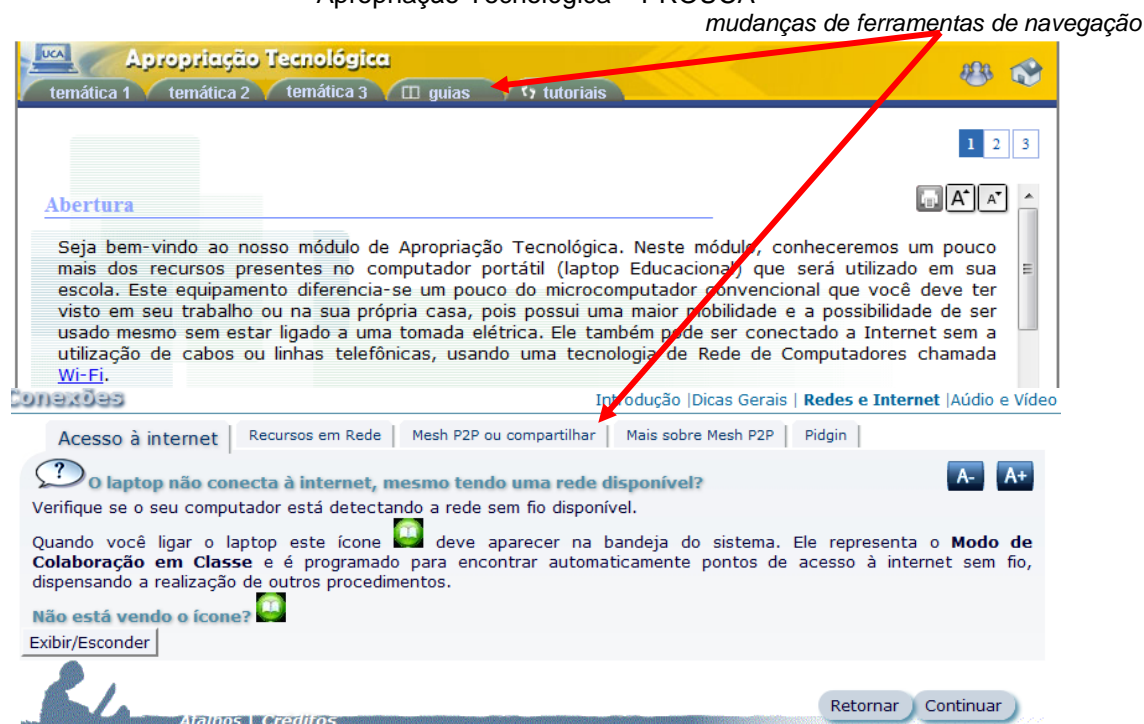 Apropriação Tecnológica – PROUCA
mudanças de ferramentas de navegação
UCA
Apropriação Tecnológica
temática 1 temática 2 temática 3 guias tutoriais
1 2 3
Abertura
A A
Seja bem-vindo ao nosso módulo de Apropriação Tecnológica. Neste módulo, conheceremos um pouco
mais dos recursos presentes no computador portátil (laptop Educacional) que será utilizado em sua
escola. Este equipamento diferencia-se um pouco do microcomputador convencional que você deve ter
visto em seu trabalho ou na sua própria casa, pois possui uma maior mobilidade e a possibilidade de ser
usado mesmo sem estar ligado a uma tomada elétrica. Ele também pode ser conectado a Internet sem a
utilização de cabos ou linhas telefônicas, usando uma tecnologia de Rede de Computadores chamada
Wi-Fi.
Conexões
Introdução |Dicas Gerais | Redes e Internet |Aúdio e Vídeo
Acesso à internet | Recursos em Rede | Mesh P2P ou compartilhar | Mais sobre Mesh P2P | Pidgin |
? O laptop não conecta à internet, mesmo tendo uma rede disponível?
A- A+
Verifique se o seu computador está detectando a rede sem fio disponível.
Quando você ligar o laptop este ícone deve aparecer na bandeja do sistema. Ele representa o Modo de
Colaboração em Classe e é programado para encontrar automaticamente pontos de acesso à internet sem fio,
dispensando a realização de outros procedimentos.
Não está vendo o ícone?
Exibir/Esconder
Retornar Continuar
Atalhos | Créditos